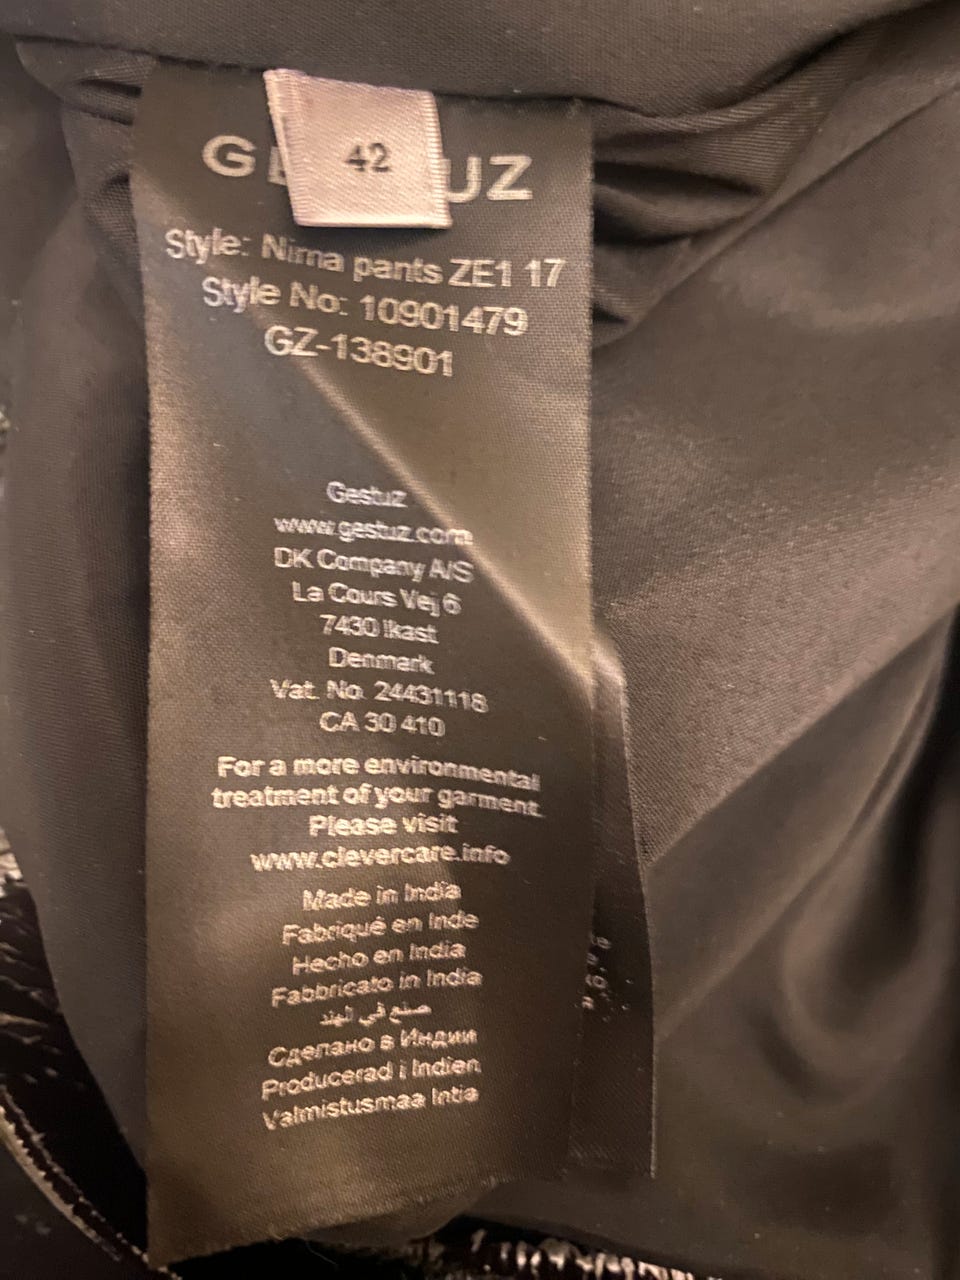 42
Style: Nima pants ZE1 17
Style No: 10901479
GZ-138901
Gestuz
www.gestuz.com
DK Company A/S
La Cours Vej 6
7430 Ikast
Denmark
Vat. No. 24431118
CA 30 410
For a more environmental
treatment of your garment.
Please visit
www.clevercare.info
Made in India
Fabriqué en Inde
Hecho en India
Fabbricato in India
صنع في لهند
Сделано в Индии
Producerad i Indien
Valmistusmaa Intia